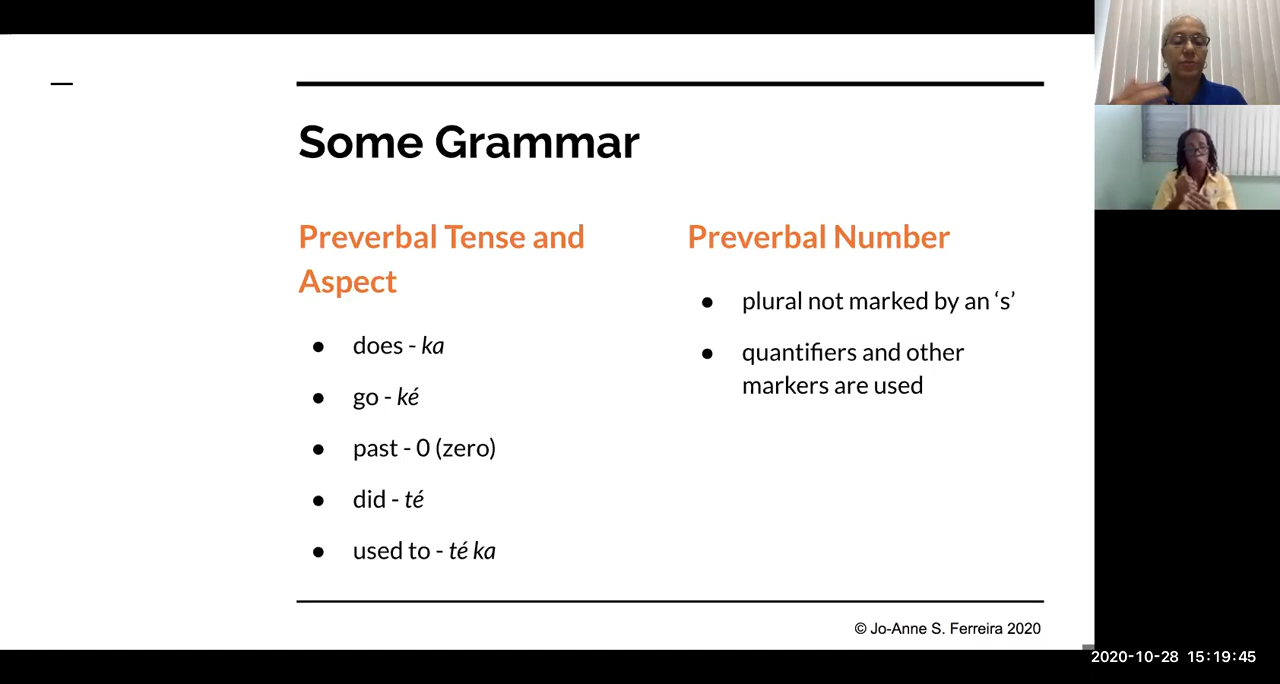 Some Grammar
Preverbal Tense and
Aspect
● does - ka
● go - ké
● past - 0 (zero)
● did - té
● used to - té ka
Preverbal Number
● plural not marked by an ‘s’
● quantifiers and other
markers are used
© Jo-Anne S. Ferreira 2020
2020-10-28 15:19:45